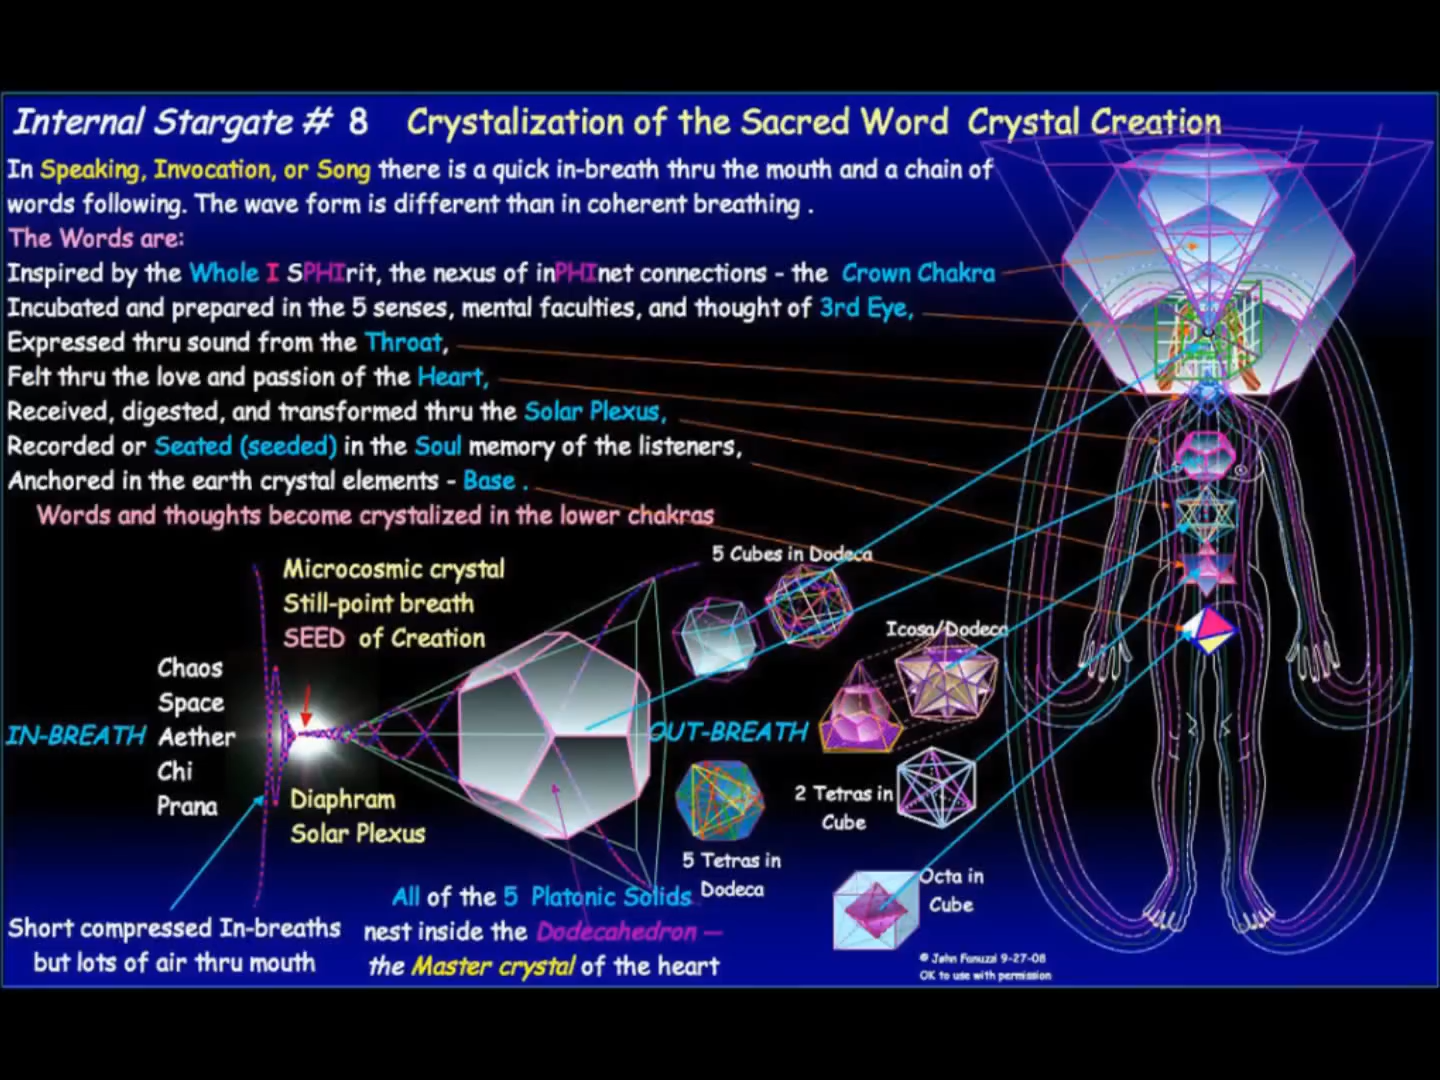 Internal Stargate # 8 Crystalization of the Sacred Word Crystal Creation
In Speaking, Invocation, or Song there is a quick in-breath thru the mouth and a chain of
words following. The wave form is different than in coherent breathing .
The Words are:
Inspired by the Whole I SPHIrit, the nexus of inPHInet connections - the Crown Chakra
Incubated and prepared in the 5 senses, mental faculties, and thought of 3rd Eye,
Expressed thru sound from the Throat,
Felt thru the love and passion of the Heart,
Received, digested, and transformed thru the Solar Plexus,
Recorded or Seated (seeded) in the Soul memory of the listeners,
Anchored in the earth crystal elements - Base .
Words and thoughts become crystalized in the lower chakras
5 Cubes in Dodeca
Microcosmic crystal
Still-point breath
SEED of Creation
Icosa/Dodeca
Chaos
Space
IN-BREATH Aether
Chi
Prana
OUT-BREATH
Diaphram
Solar Plexus
2 Tetras in
Cube
5 Tetras in
Dodeca
Octa in
Cube
Short compressed In-breaths
but lots of air thru mouth
All of the 5 Platonic Solids
nest inside the Dodecahedron —
the Master crystal of the heart
© John Fanuzzi 9-27-08
OK to use with permission